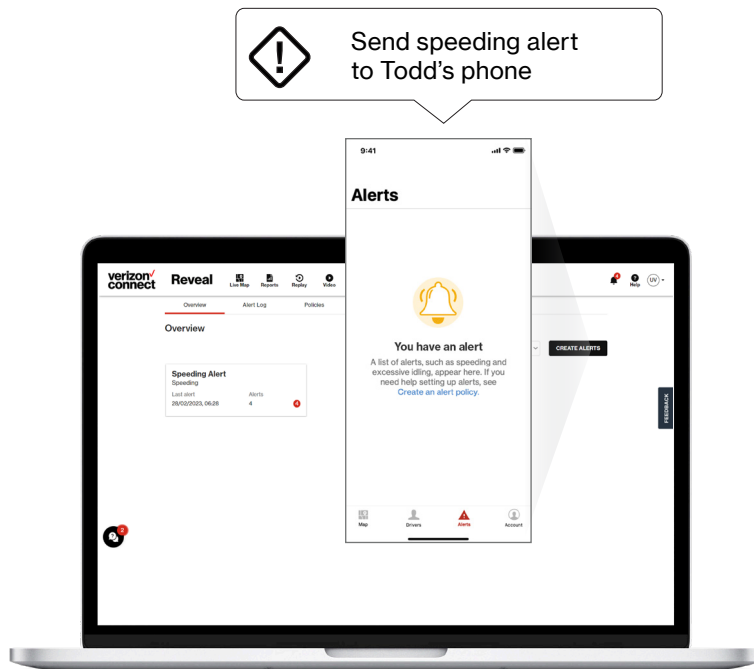 Send speeding alert
to Todd's phone
9:41
Alerts
verizon
connect
Reveal
Live Map
Reports
Replay
Video
4
Help
UV
Overview
Alert Log
Policies
Overview
CREATE ALERTS
Speeding Alert
Speeding
Last alert
Alerts
28/02/2023, 06:28
4
4
You have an alert
A list of alerts, such as speeding and
excessive idling, appear here. If you
need help setting up alerts, see
Create an alert policy.
FEEDBACK
2
Map
Drivers
Alerts
Account